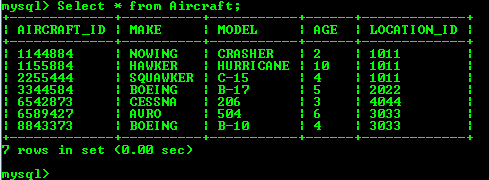 mysql> Select * from Aircraft;
| AIRCRAFT_ID | MAKE | MODEL | AGE | LOCATION_ID |
| 1144884 | NOWING | CRASHER | 2 | 1011 |
| 1155884 | HAWKER | HURRICANE | 10 | 1011 |
| 2255444 | SQUAWKER | C-15 | 4 | 1011 |
| 3344584 | BOEING | B-17 | 5 | 2022 |
| 6542873 | CESSNA | 206 | 3 | 4044 |
| 6589427 | AVRO | 504 | 6 | 3033 |
| 8843373 | BOEING | B-10 | 4 | 3033 |
7 rows in set (0.00 sec)
mysql>